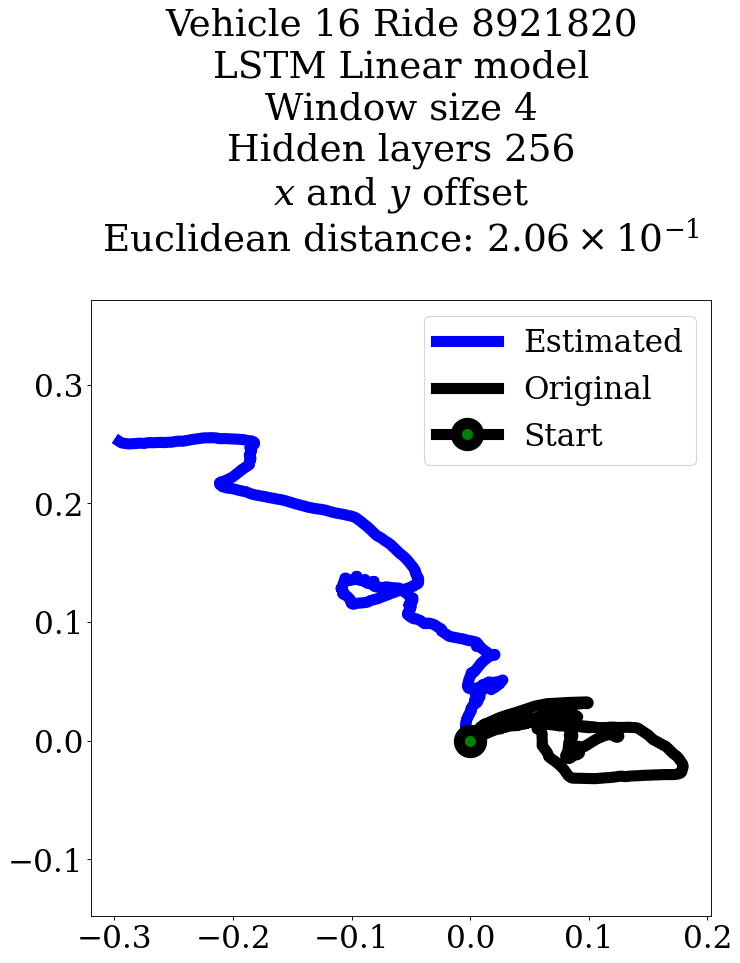 Vehicle 16 Ride 8921820
LSTM Linear model
Window size 4
Hidden layers 256
x and y offset
Euclidean distance: 2.06 × 10⁻¹
Estimated
Original
Start
0.3
0.2
0.1
0.0
−0.1
−0.3 −0.2 −0.1 0.0 0.1 0.2